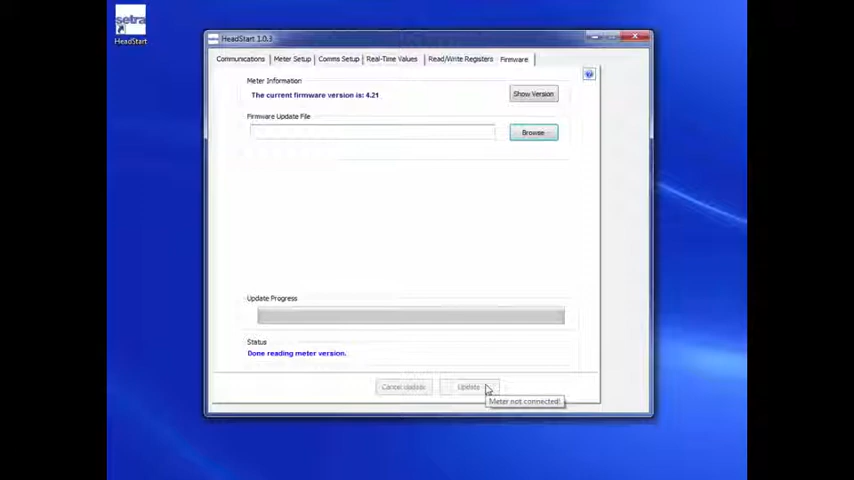 setra
HeadStart
HeadStart 1.0.3
Communications Meter Setup Comms Setup Real-Time Values Read/Write Registers Firmware
Meter Information
The current firmware version is: 4.21
Show Version
Firmware Update File
Browse
Update Progress
Status
Done reading meter version.
Cancel Update Update
Meter not connected!